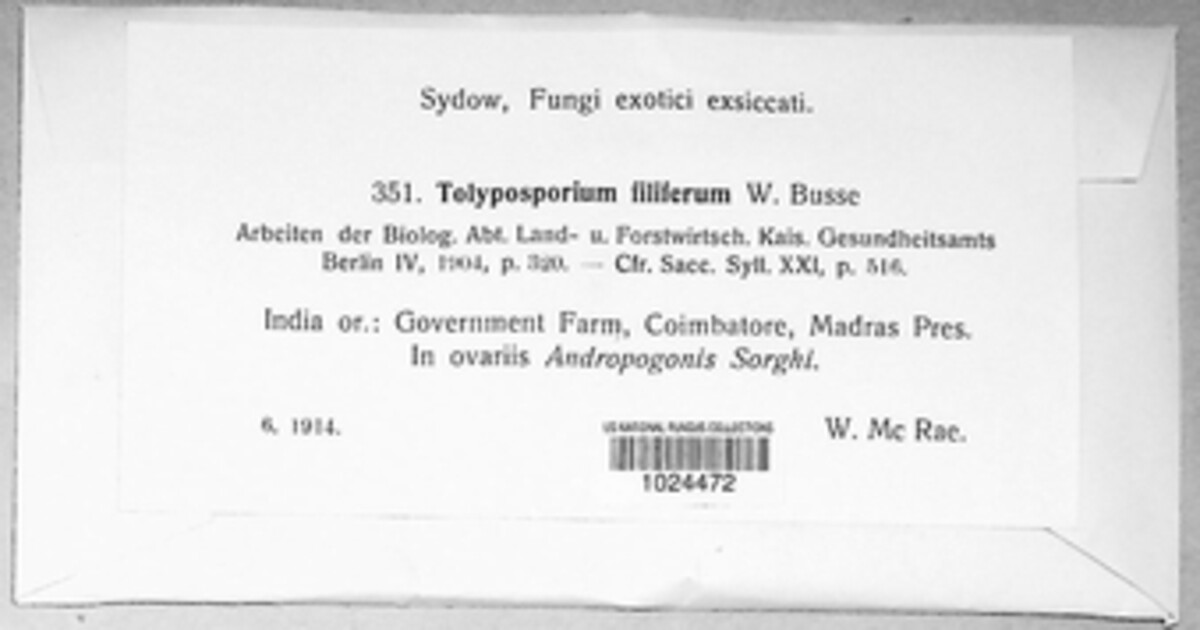 Sydow, Fungi exotici exsiccati.
351. Tolyposporium filiferum W. Busse
Arbeiten der Biolog. Abt. Land- u. Forstwirtsch. Kais. Gesundheitsamts
Berlin IV, 1904, p. 320. — Cfr. Sacc. Syll. XXI, p. 516.
India or.: Government Farm, Coimbatore, Madras Pres.
In ovariis Andropogonis Sorghi.
6. 1914.
W. Mc Rae.
US NATIONAL FUNGUS COLLECTIONS
1024472